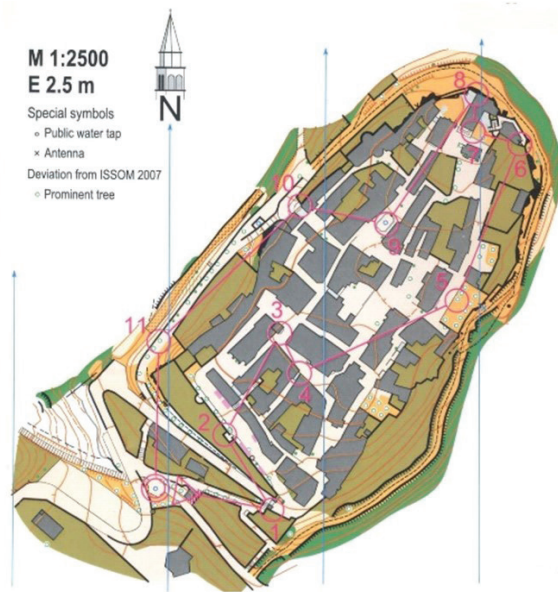 M 1:2500
E 2.5 m
Special symbols
Public water tap
Antenna
Deviation from ISSOM 2007
Prominent tree
N
8
7
6
10
9
5
3
11
4
2
1